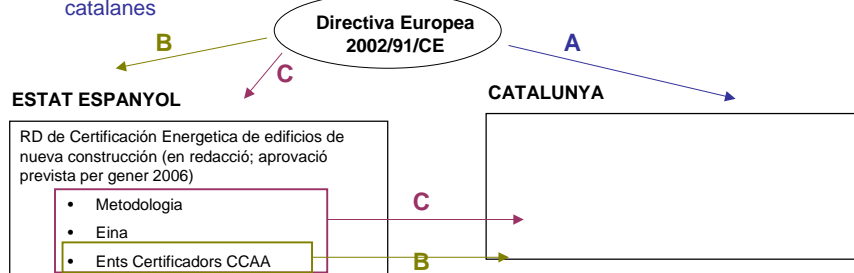 catalanes
Directiva Europea
2002/91/CE
B
A
C
ESTAT ESPANYOL
CATALUNYA
RD de Certificación Energetica de edificios de
nueva construcción (en redacció; aprovació
prevista per gener 2006)
• Metodologia
• Eina
• Ents Certificadors CCAA
C
B